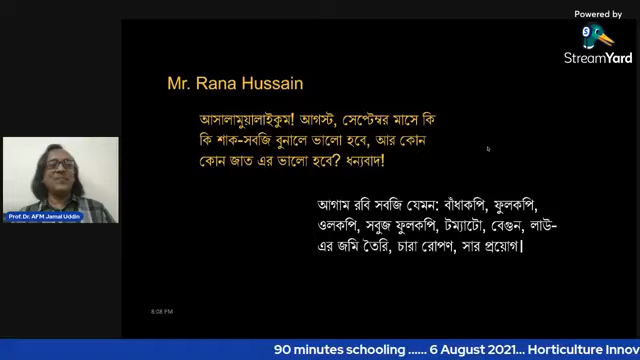 Powered by
StreamYard
Mr. Rana Hussain
আসালামুয়ালাইকুম! আগস্ট, সেপ্টেম্বর মাসে কি
কি শাক-সবজি বুনালে ভালো হবে, আর কোন
কোন জাত এর ভালো হবে? ধন্যবাদ!
আগাম রবি সবজি যেমন: বাঁধাকপি, ফুলকপি,
ওলকপি, সবুজ ফুলকপি, টম্যাটো, বেগুন, লাউ-
এর জমি তৈরি, চারা রোপণ, সার প্রয়োগ।
Prof.Dr. AFM Jamal Uddin
8:08 PM
90 minutes schooling ...... 6 August 2021... Horticulture Innov